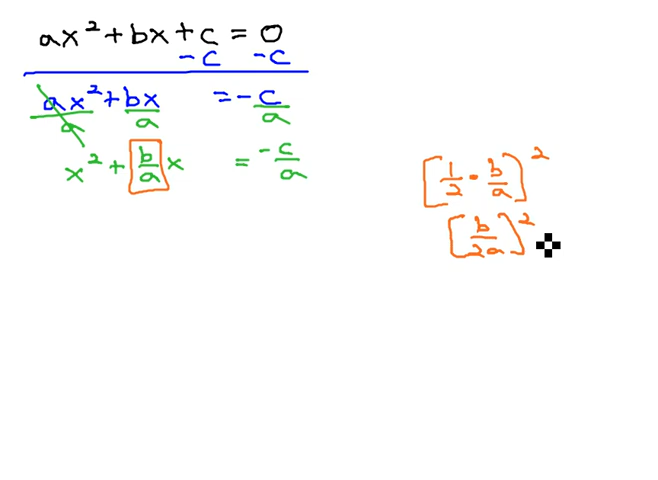 ax² + bx + c = 0
-c -c
ax² + bx = -c
a a a
x² + b/a x = -c/a
[1/2 · b/a]²
[b/2a]²